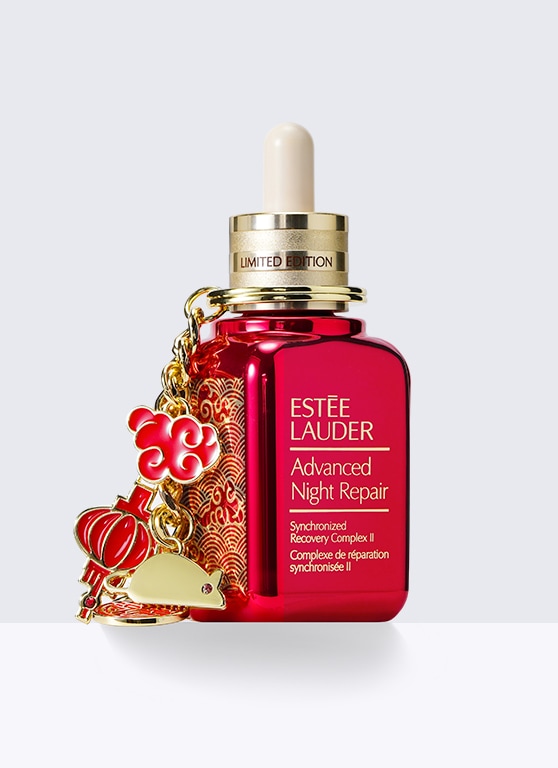 LIMITED EDITION
ESTĒE
LAUDER
Advanced
Night Repair
Synchronized
Recovery Complex II
Complexe de réparation
synchronisée II